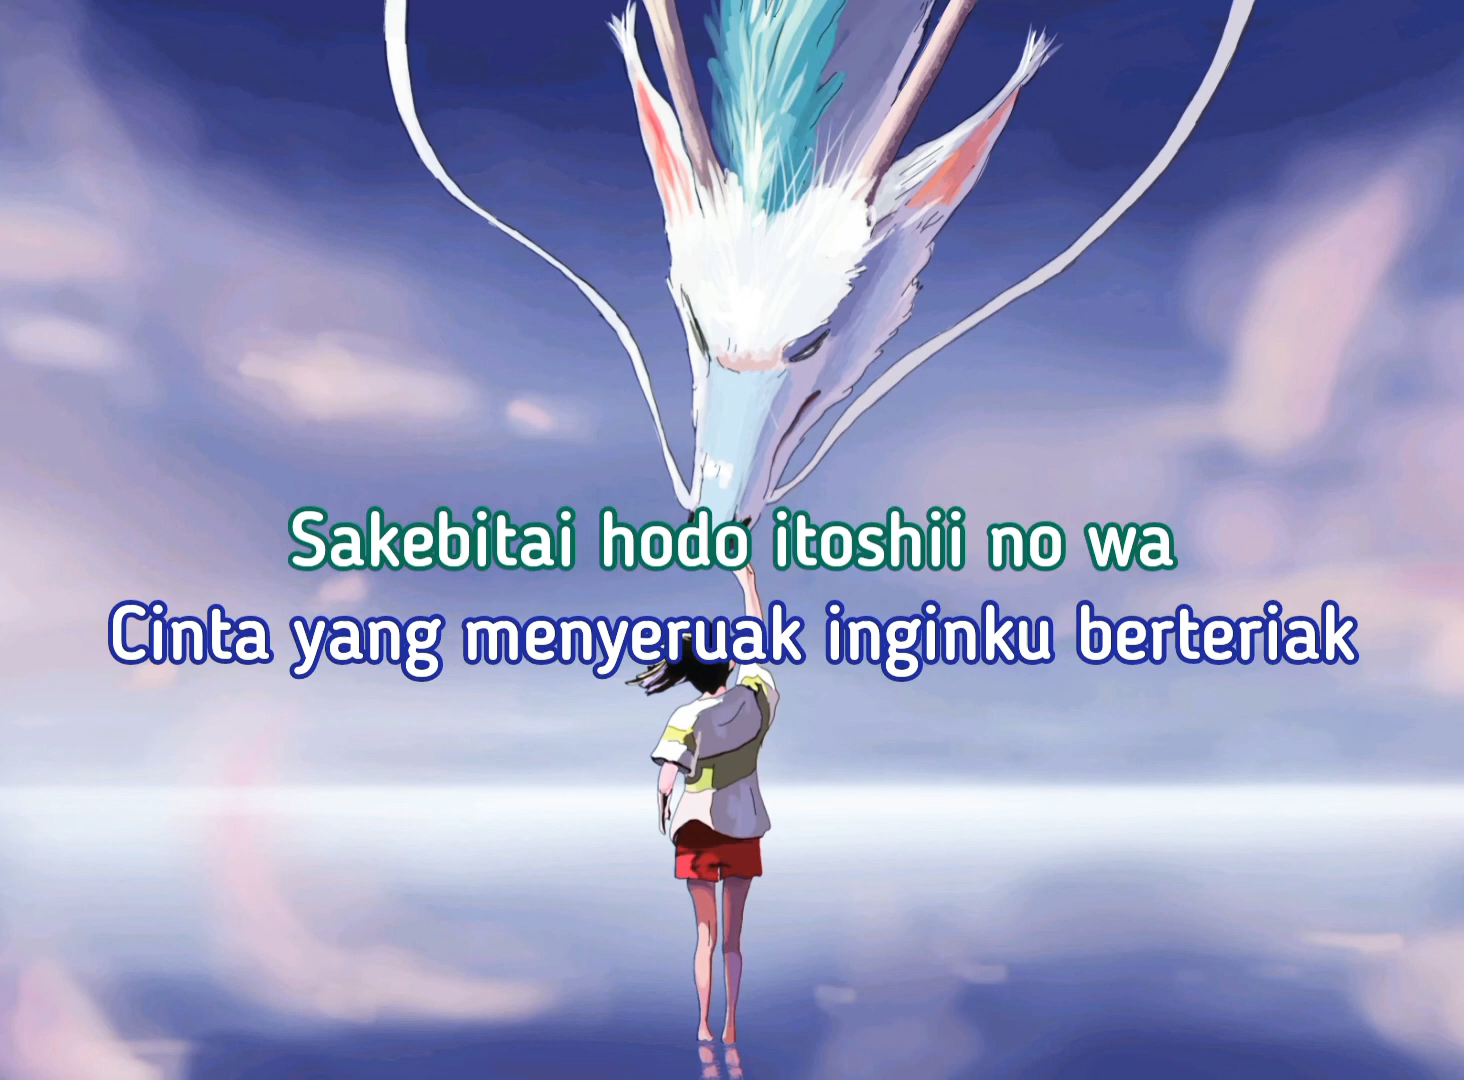 Sakebitai hodo itoshii no wa
Cinta yang menyeruak inginku berteriak